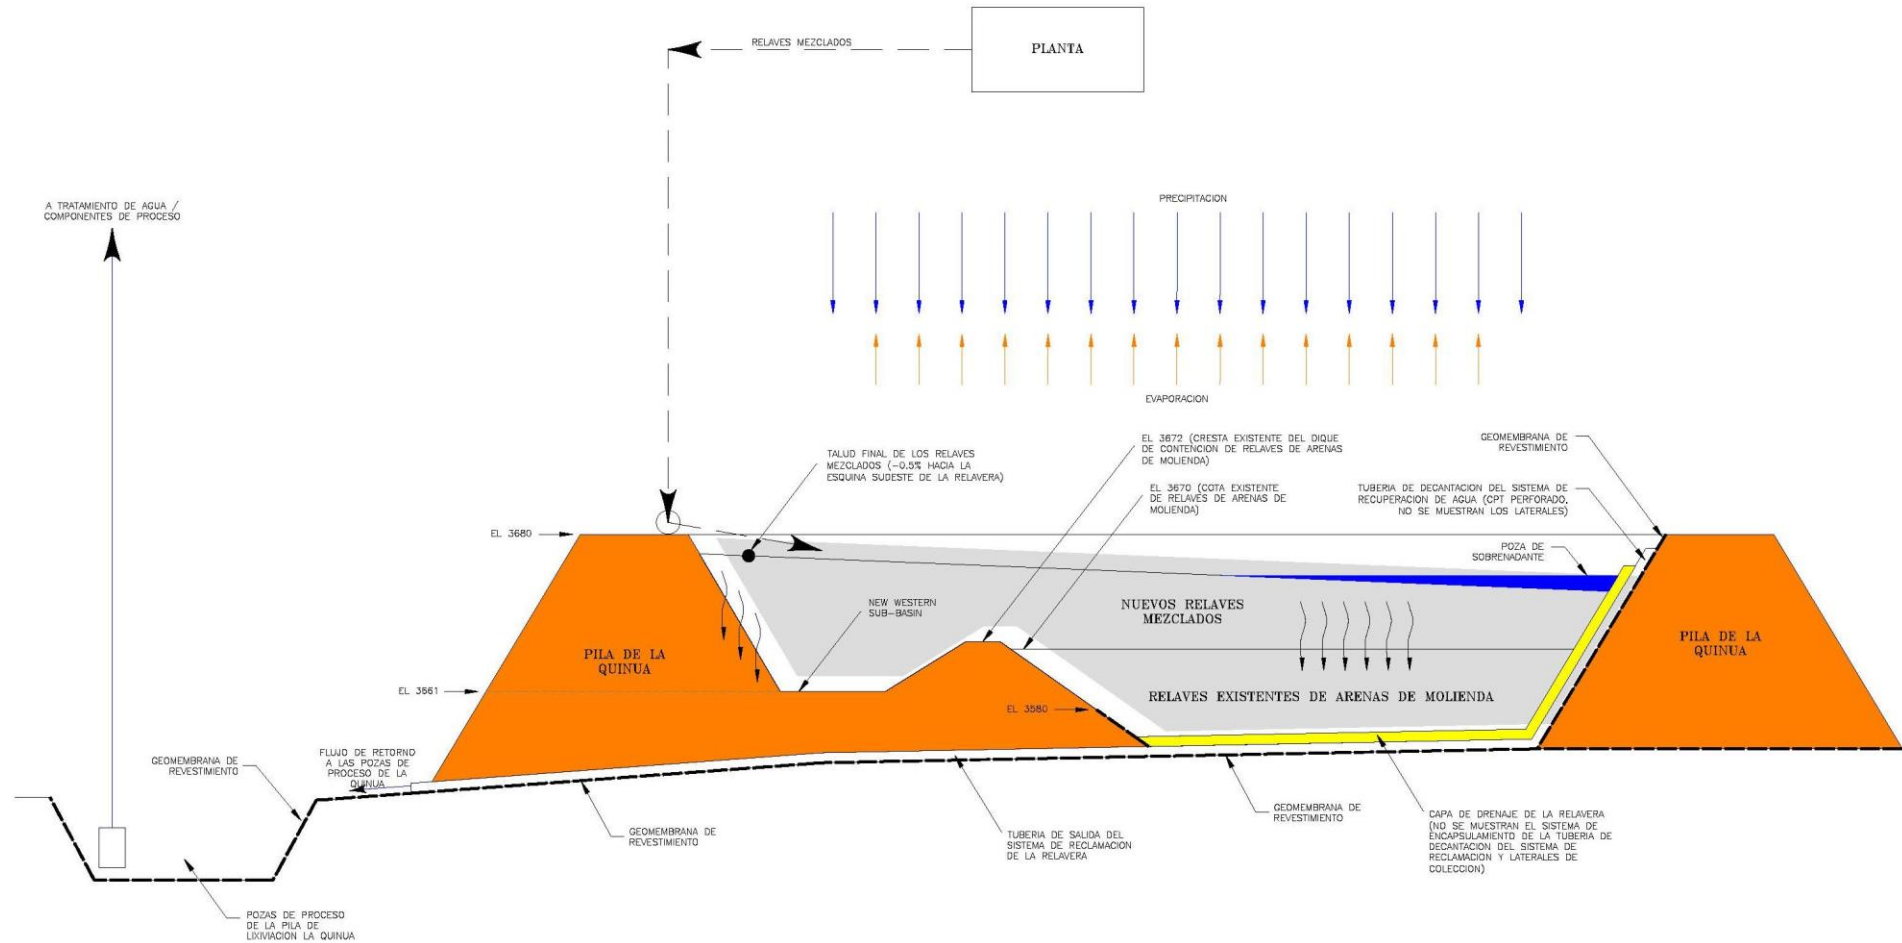 RELAVES MEZCLADOS
PLANTA
A TRATAMIENTO DE AGUA /
COMPONENTES DE PROCESO
PRECIPITACION
EVAPORACION
TALUD FINAL DE LOS RELAVES
MEZCLADOS (-0.5% HACIA LA
ESQUINA SUDESTE DE LA RELAVERA)
EL 3672 (CRESTA EXISTENTE DEL DIQUE
DE CONTENCION DE RELAVES DE ARENAS
DE MOLIENDA)
GEOMEMBRANA DE
REVESTIMIENTO
EL 3670 (COTA EXISTENTE
DE RELAVES DE ARENAS DE
MOLIENDA)
TUBERIA DE DECANTACION DEL SISTEMA DE
RECUPERACION DE AGUA (CPT PERFORADO,
NO SE MUESTRAN LOS LATERALES)
EL 3680
POZA DE
SOBRENADANTE
NEW WESTERN
SUB-BASIN
NUEVOS RELAVES
MEZCLADOS
PILA DE LA
QUINUA
PILA DE LA
QUINUA
EL 3561
RELAVES EXISTENTES DE ARENAS DE MOLIENDA
EL 3580
GEOMEMBRANA DE
REVESTIMIENTO
FLUJO DE RETORNO
A LAS POZAS DE
PROCESO DE LA
QUINUA
GEOMEMBRANA DE
REVESTIMIENTO
TUBERIA DE SALIDA DEL
SISTEMA DE RECLAMACION
DE LA RELAVERA
GEOMEMBRANA DE
REVESTIMIENTO
CAPA DE DRENAJE DE LA RELAVERA
(NO SE MUESTRAN EL SISTEMA DE
ENCAPSULAMIENTO DE LA TUBERIA DE
DECANTACION DEL SISTEMA DE
RECLAMACION Y LATERALES DE
COLECCION)
POZAS DE PROCESO
DE LA PILA DE
LIXIVIACION LA QUINUA